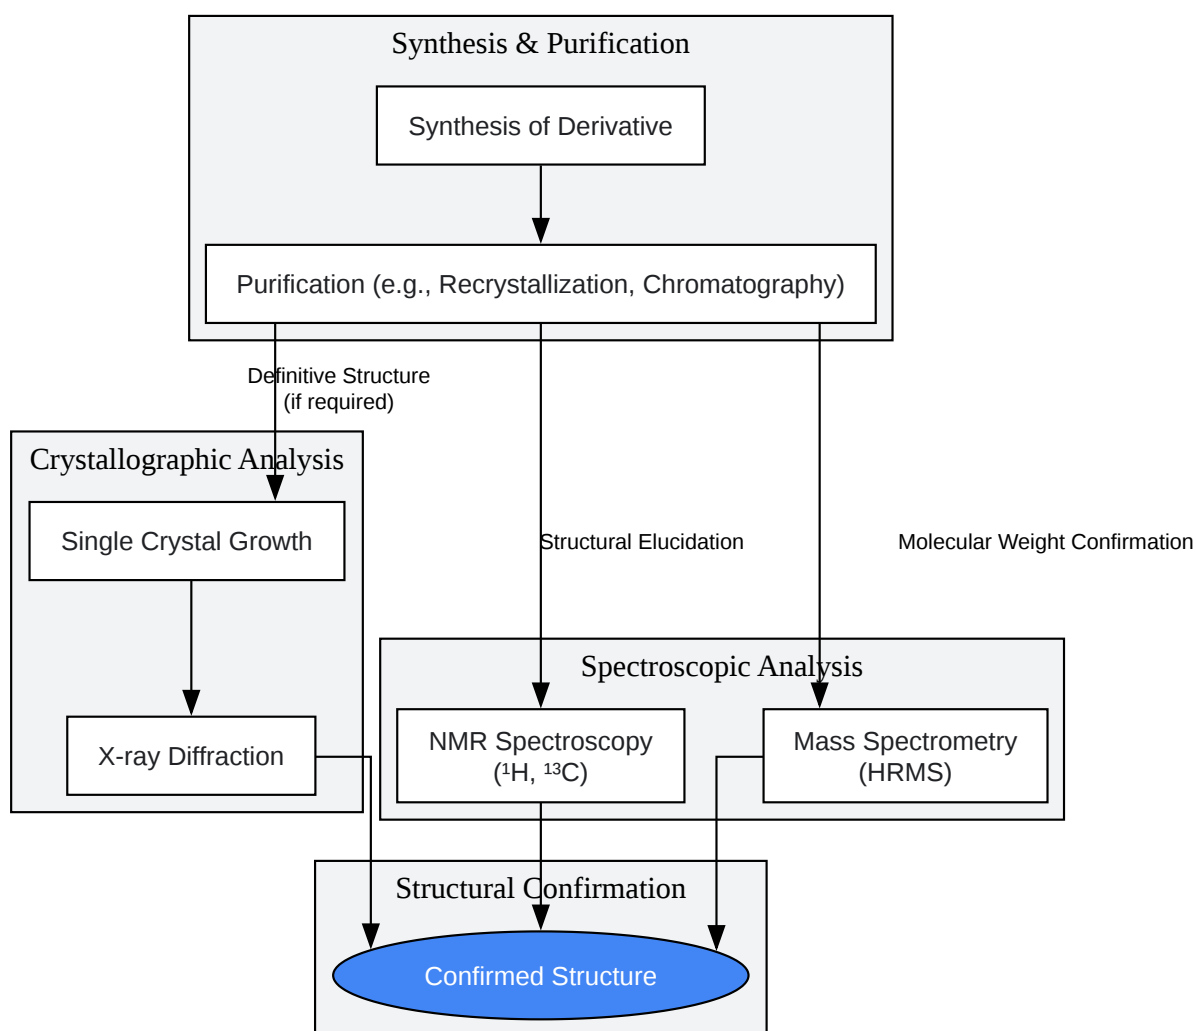 Synthesis & Purification
Synthesis of Derivative
Purification (e.g., Recrystallization, Chromatography)
Definitive Structure
(if required)
Crystallographic Analysis
Single Crystal Growth
Structural Elucidation
Molecular Weight Confirmation
Spectroscopic Analysis
X-ray Diffraction
NMR Spectroscopy
(¹H, ¹³C)
Mass Spectrometry
(HRMS)
Structural Confirmation
Confirmed Structure